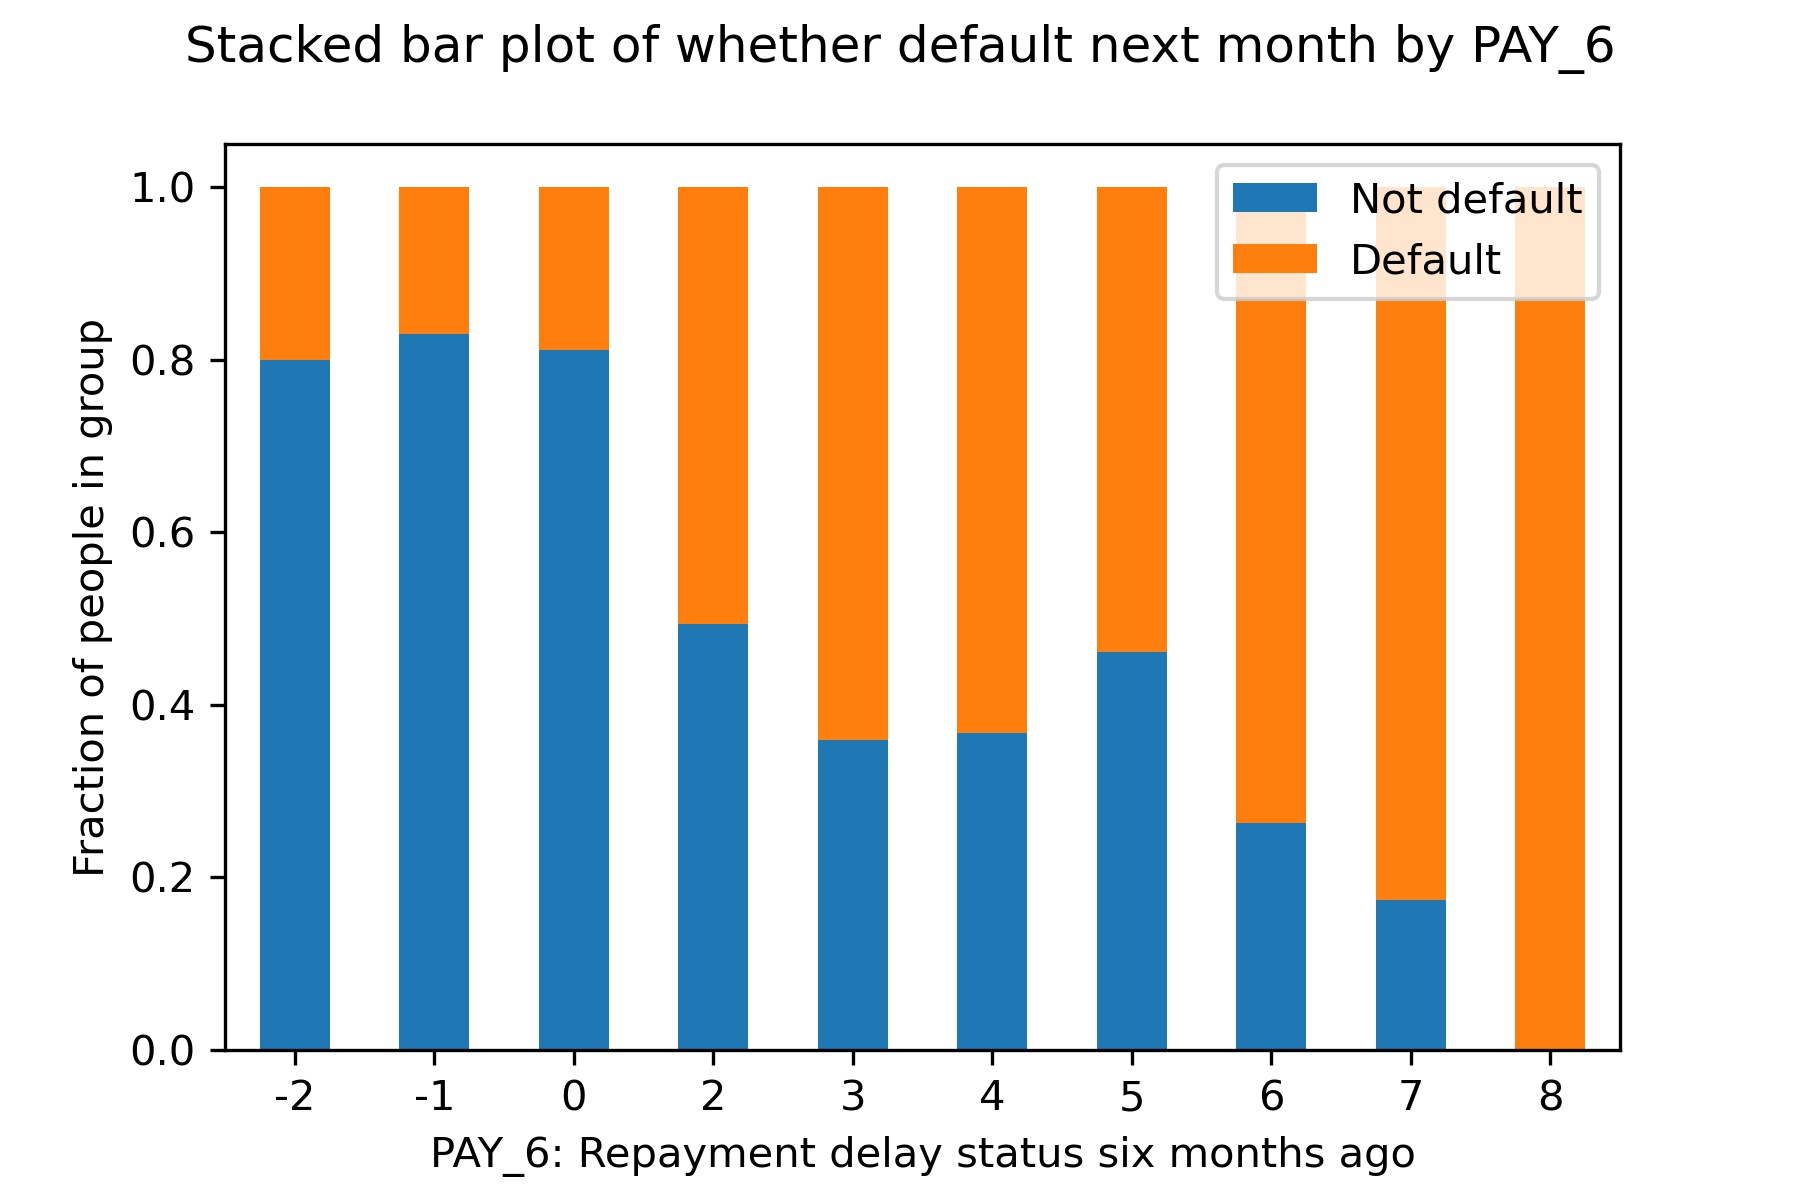 Stacked bar plot of whether default next month by PAY_6
Not default
Default
Fraction of people in group
1.0
0.8
0.6
0.4
0.2
0.0
-2 -1 0 2 3 4 5 6 7 8
PAY_6: Repayment delay status six months ago